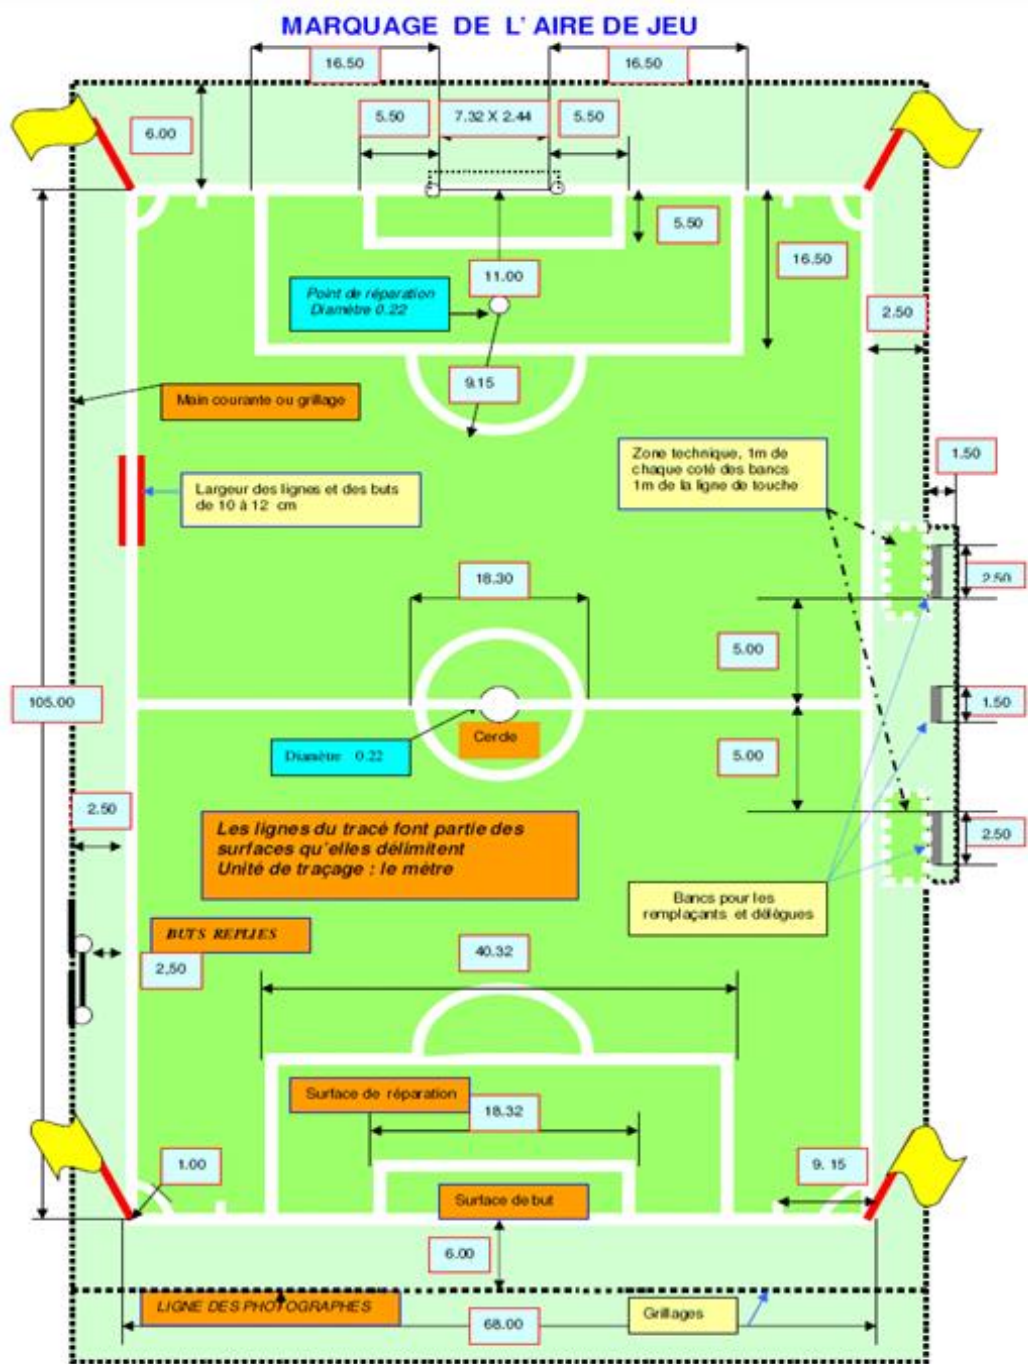 MARQUAGE DE L' AIRE DE JEU
16.50
16.50
5.50
7.32 X 2.44
5.50
6.00
5.50
16.50
11.00
Point de réparation
Diamètre 0.22
2.50
9.15
Main courante ou grillage
Zone technique, 1m de
chaque coté des bancs
1m de la ligne de touche
1.50
Largeur des lignes et des buts
de 10 à 12 cm
18.30
2.50
5.00
105.00
1.50
Cercle
Diamètre 0.22
5.00
2.50
Les lignes du tracé font partie des
surfaces qu'elles délimitent
Unité de traçage : le mètre
2.50
Bancs pour les
remplaçants et délègues
BUTS REPLIES
2,50
40.32
Surface de réparation
18.32
1.00
9. 15
Surface de but
6.00
LIGNE DES PHOTOGRAPHES
Grillages
68.00